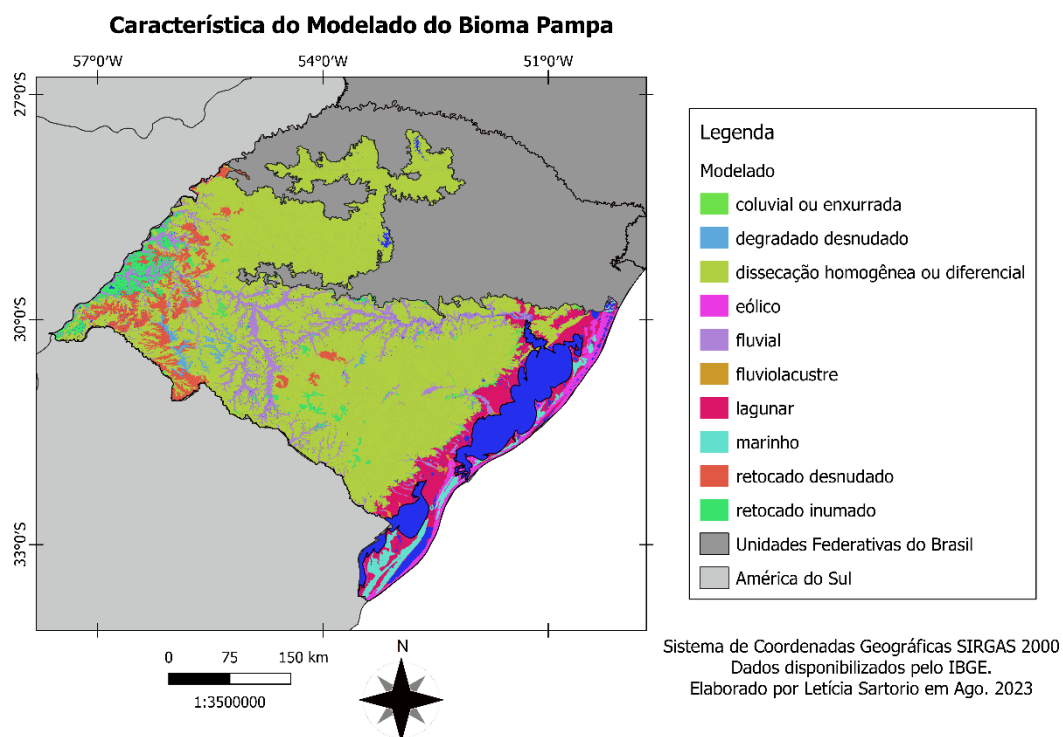 Característica do Modelado do Bioma Pampa
57°0'W
54°0'W
51°0'W
27°0'S
30°0'S
33°0'S
Legenda
Modelado
coluvial ou enxurrada
degradado desnudado
dissecação homogênea ou diferencial
eólico
fluvial
fluviolacustre
lagunar
marinho
retocado desnudado
retocado inumado
Unidades Federativas do Brasil
América do Sul
0 75 150 km
1:3500000
N
Sistema de Coordenadas Geográficas SIRGAS 2000
Dados disponibilizados pelo IBGE.
Elaborado por Letícia Sartorio em Ago. 2023